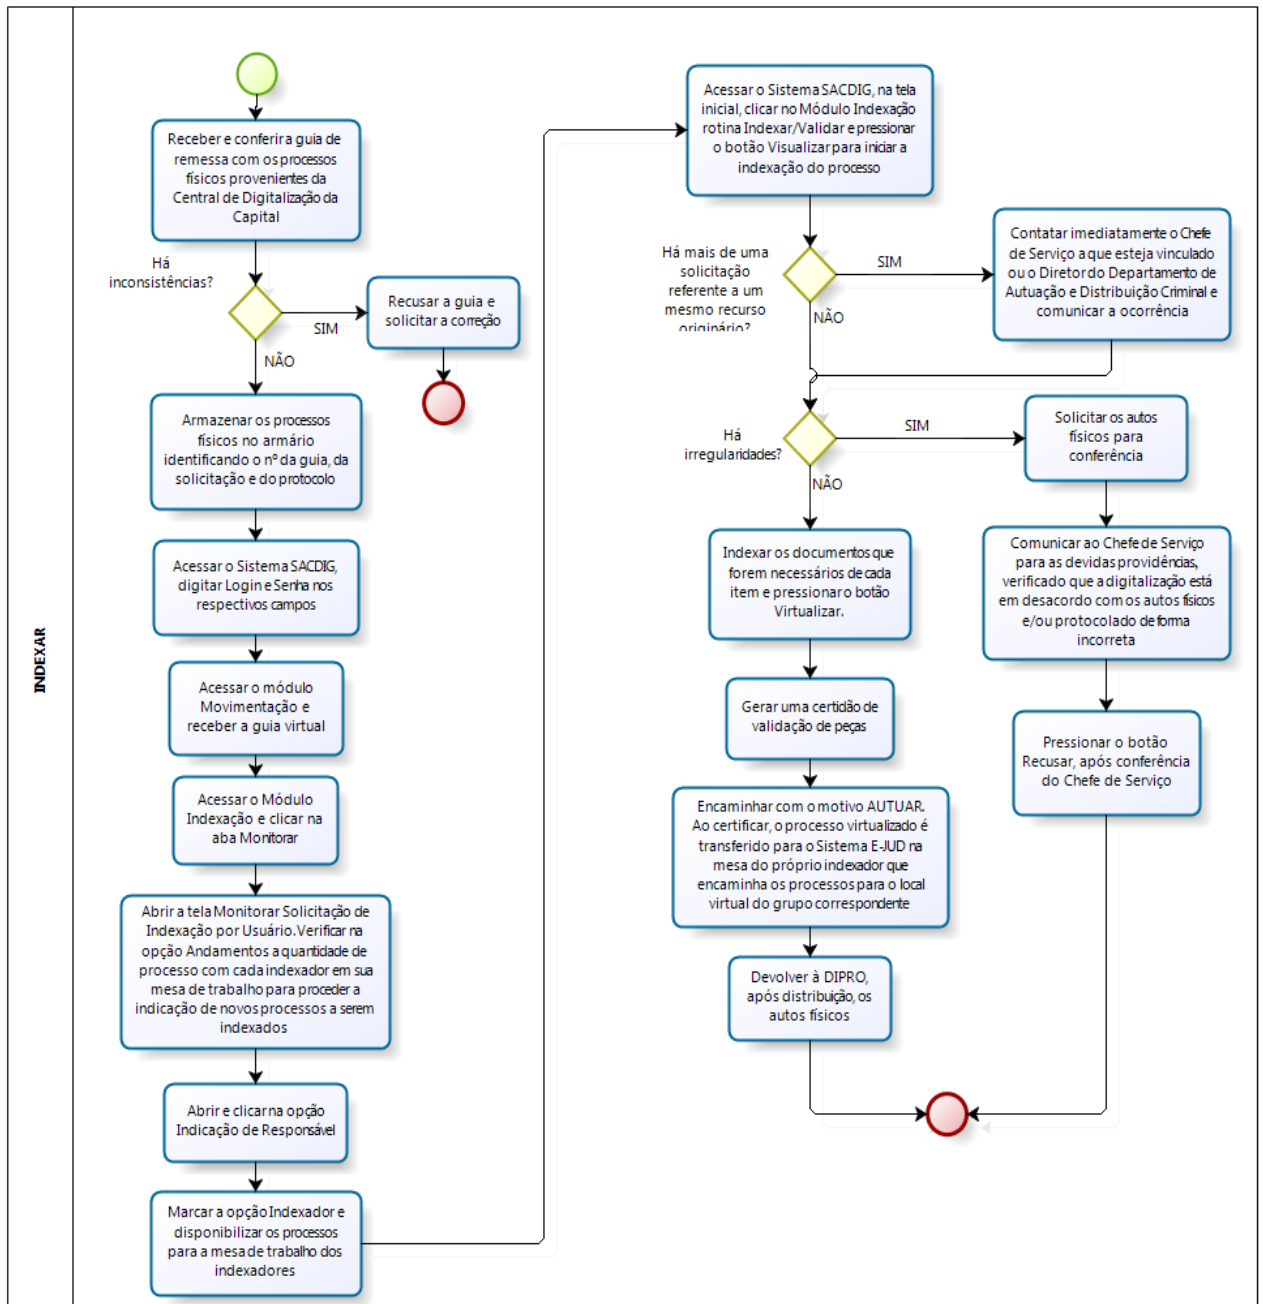 INDEXAR
Receber e conferir a guia de
remessa com os processos
físicos provenientes da
Central de Digitalização da
Capital
Há
inconsistências?
SIM
Recusar a guia e
solicitar a correção
NÃO
Armazenar os processos
físicos no armário
identificando o nº da guia, da
solicitação e do protocolo
Acessar o Sistema SACDIG,
digitar Login e Senha nos
respectivos campos
Acessar o módulo
Movimentação e
receber a guia virtual
Acessar o Módulo
Indexação e clicar na
aba Monitorar
Abrir a tela Monitorar Solicitação de
Indexação por Usuário. Verificar na
opção Andamentos a quantidade de
processo com cada indexador em sua
mesa de trabalho para proceder a
indicação de novos processos a serem
indexados
Abrir e clicar na opção
Indicação de Responsável
Marcar a opção Indexador e
disponibilizar os processos
para a mesa de trabalho dos
indexadores
Acessar o Sistema SACDIG, na tela
inicial, clicar no Módulo Indexação
rotina Indexar/Validar e pressionar
o botão Visualizar para iniciar a
indexação do processo
Há mais de uma
solicitação
referente a um
mesmo recurso
originário?
SIM
NÃO
Contatar imediatamente o Chefe
de Serviço a que esteja vinculado
ou o Diretor do Departamento de
Autuação e Distribuição Criminal e
comunicar a ocorrência
Há
irregularidades?
SIM
NÃO
Solicitar os autos
físicos para
conferência
Comunicar ao Chefe de Serviço
para as devidas providências,
verificado que a digitalização está
em desacordo com os autos físicos
e/ou protocolado de forma
incorreta
Pressionar o botão
Recusar, após conferência
do Chefe de Serviço
Indexar os documentos que
forem necessários de cada
item e pressionar o botão
Virtualizar.
Gerar uma certidão de
validação de peças
Encaminhar com o motivo AUTUAR.
Ao certificar, o processo virtualizado é
transferido para o Sistema E-JUD na
mesa do próprio indexador que
encaminha os processos para o local
virtual do grupo correspondente
Devolver à DIPRO,
após distribuição, os
autos físicos